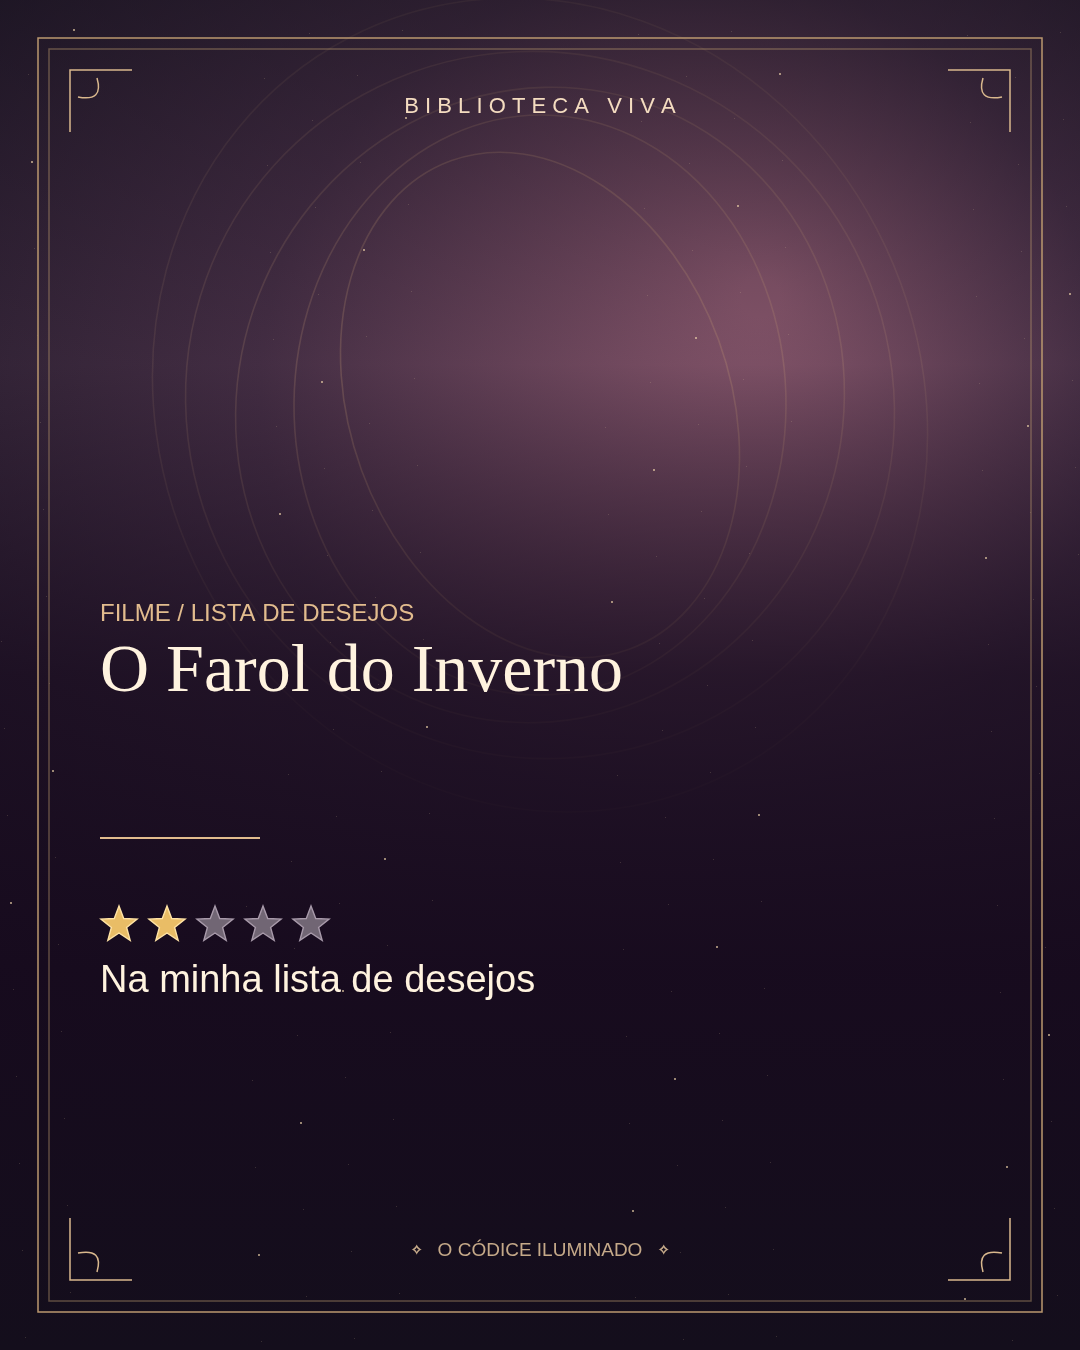 BIBLIOTECA VIVA
FILME / LISTA DE DESEJOS
O Farol do Inverno
Na minha lista de desejos
O CÓDICE ILUMINADO